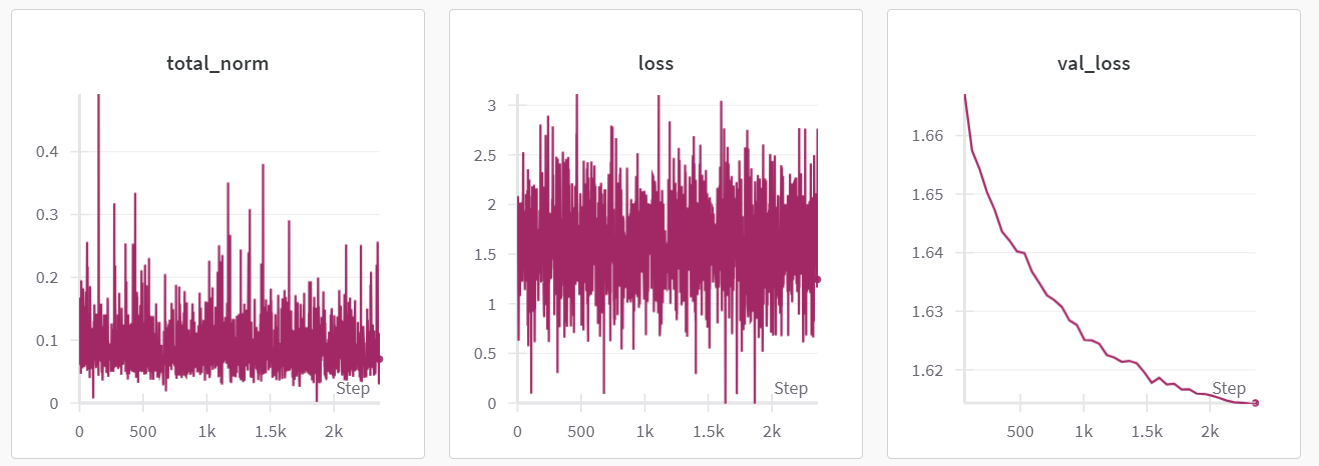 total_norm
0.4
0.3
0.2
0.1
0
Step
0 500 1k 1.5k 2k
loss
3
2.5
2
1.5
1
0.5
0
Step
0 500 1k 1.5k 2k
val_loss
1.66
1.65
1.64
1.63
1.62
Step
500 1k 1.5k 2k